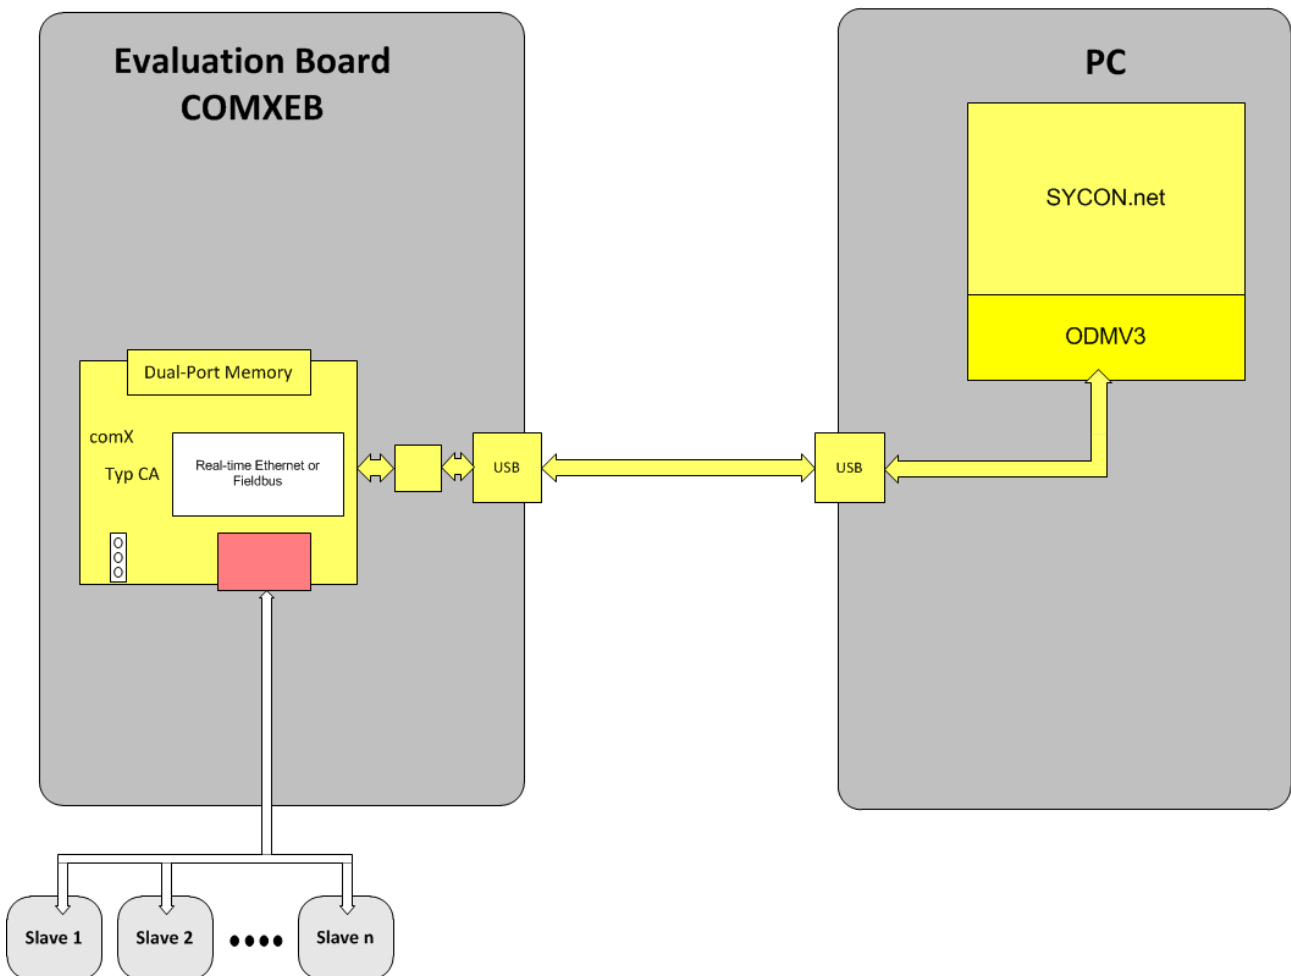 Evaluation Board
COMXEB
PC
SYCON.net
ODMV3
Dual-Port Memory
comX
Typ CA
Real-time Ethernet or
Fieldbus
USB
USB
Slave 1
Slave 2
Slave n